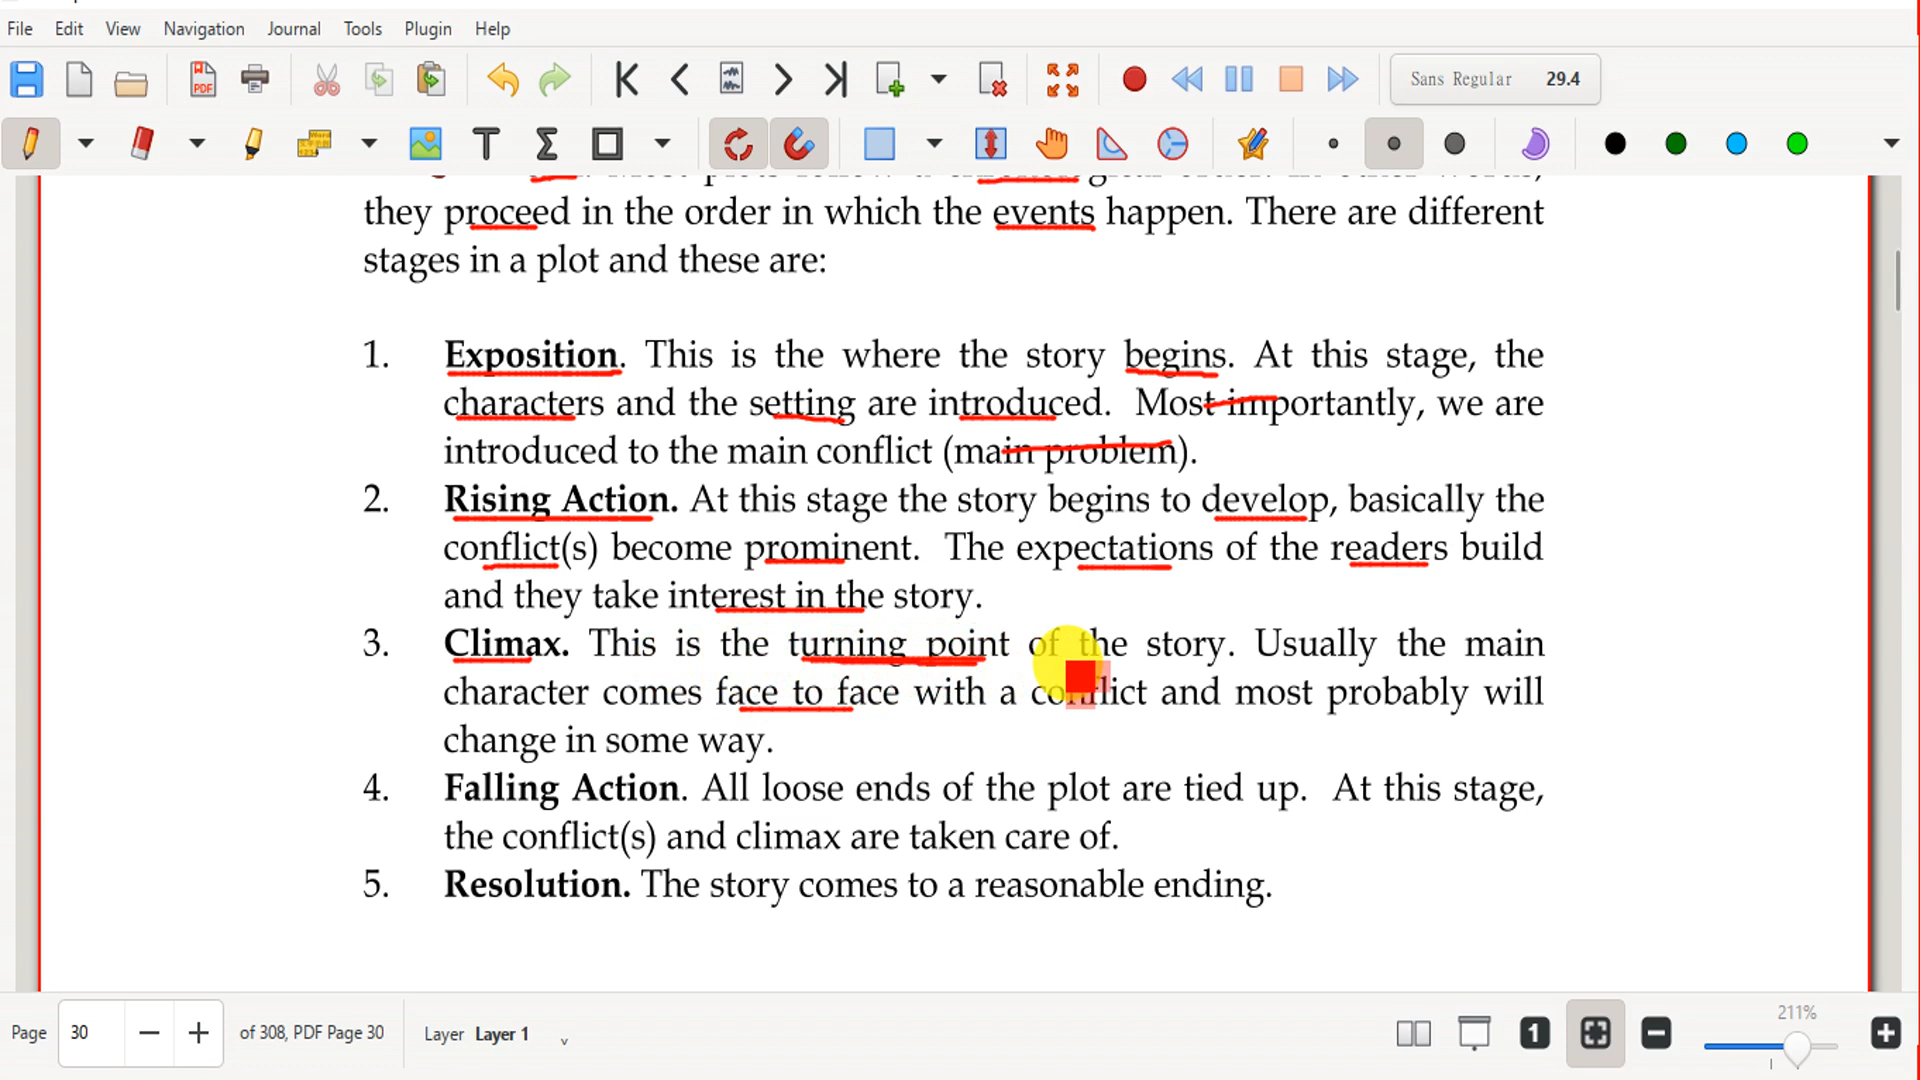 File Edit View Navigation Journal Tools Plugin Help
Sans Regular 29.4
they proceed in the order in which the events happen. There are different
stages in a plot and these are:
1. Exposition. This is the where the story begins. At this stage, the
characters and the setting are introduced. Most importantly, we are
introduced to the main conflict (main problem).
2. Rising Action. At this stage the story begins to develop, basically the
conflict(s) become prominent. The expectations of the readers build
and they take interest in the story.
3. Climax. This is the turning point of the story. Usually the main
character comes face to face with a conflict and most probably will
change in some way.
4. Falling Action. All loose ends of the plot are tied up. At this stage,
the conflict(s) and climax are taken care of.
5. Resolution. The story comes to a reasonable ending.
211%
Page 30 of 308, PDF Page 30 Layer Layer 1